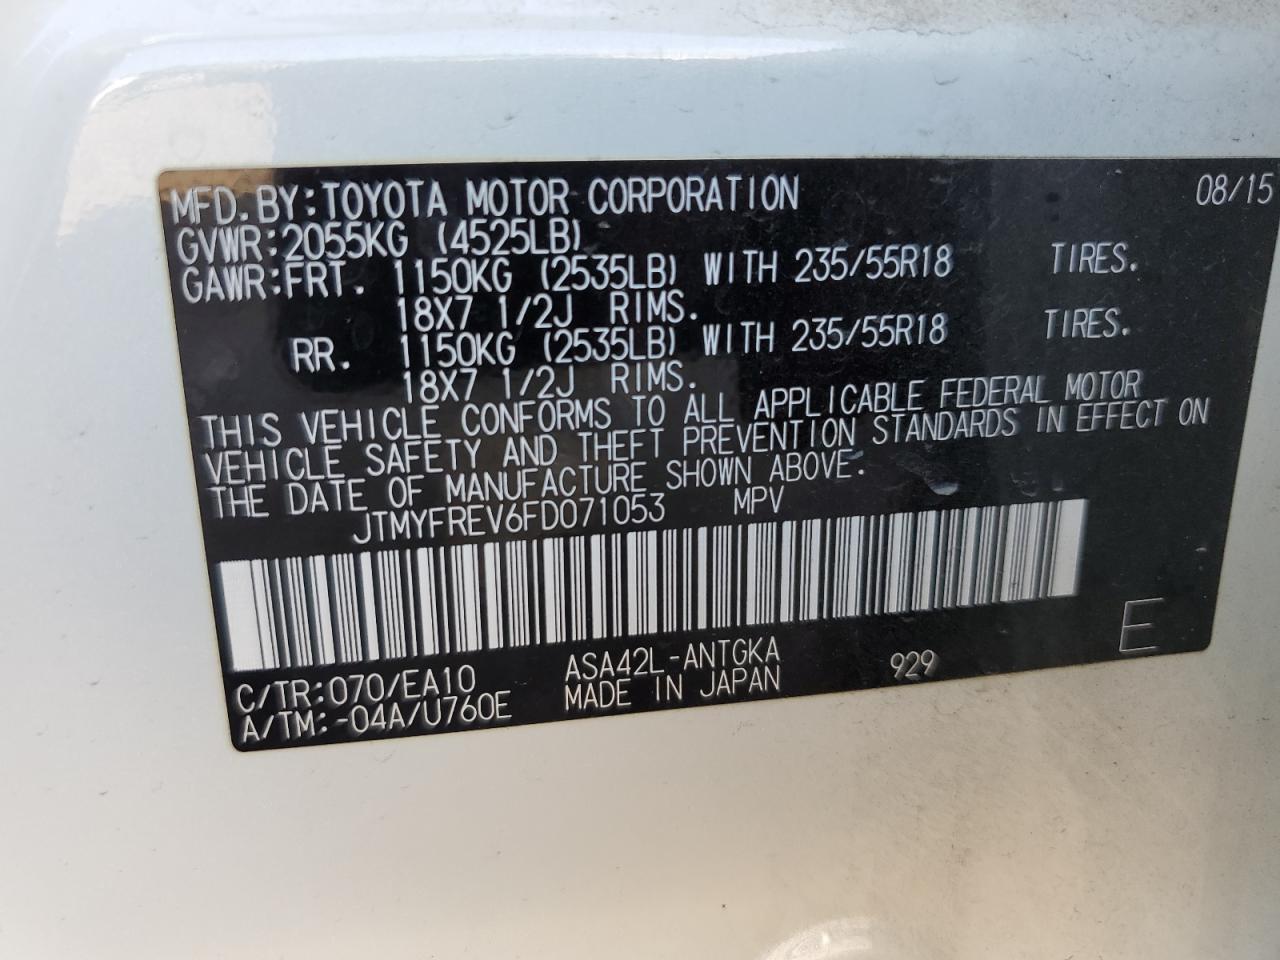 MFD.BY:TOYOTA MOTOR CORPORATION 08/15
GVWR:2055KG (4525LB)
GAWR:FRT. 1150KG (2535LB) WITH 235/55R18 TIRES.
18X7 1/2J RIMS.
RR. 1150KG (2535LB) WITH 235/55R18 TIRES.
18X7 1/2J RIMS.
THIS VEHICLE CONFORMS TO ALL APPLICABLE FEDERAL MOTOR
VEHICLE SAFETY AND THEFT PREVENTION STANDARDS IN EFFECT ON
THE DATE OF MANUFACTURE SHOWN ABOVE.
JTMYFREV6FD071053 MPV
E
C/TR:070/EA10 ASA42L-ANTGKA 929
A/TM:-04A/U760E MADE IN JAPAN